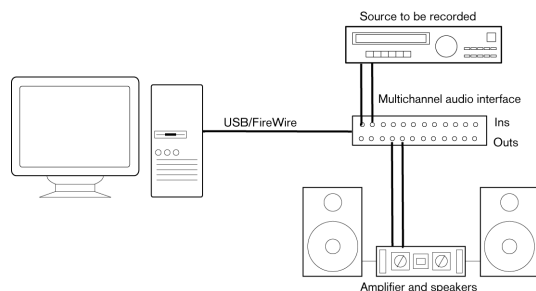 Source to be recorded
Multichannel audio interface
USB/FireWire
Ins
Outs
Amplifier and speakers